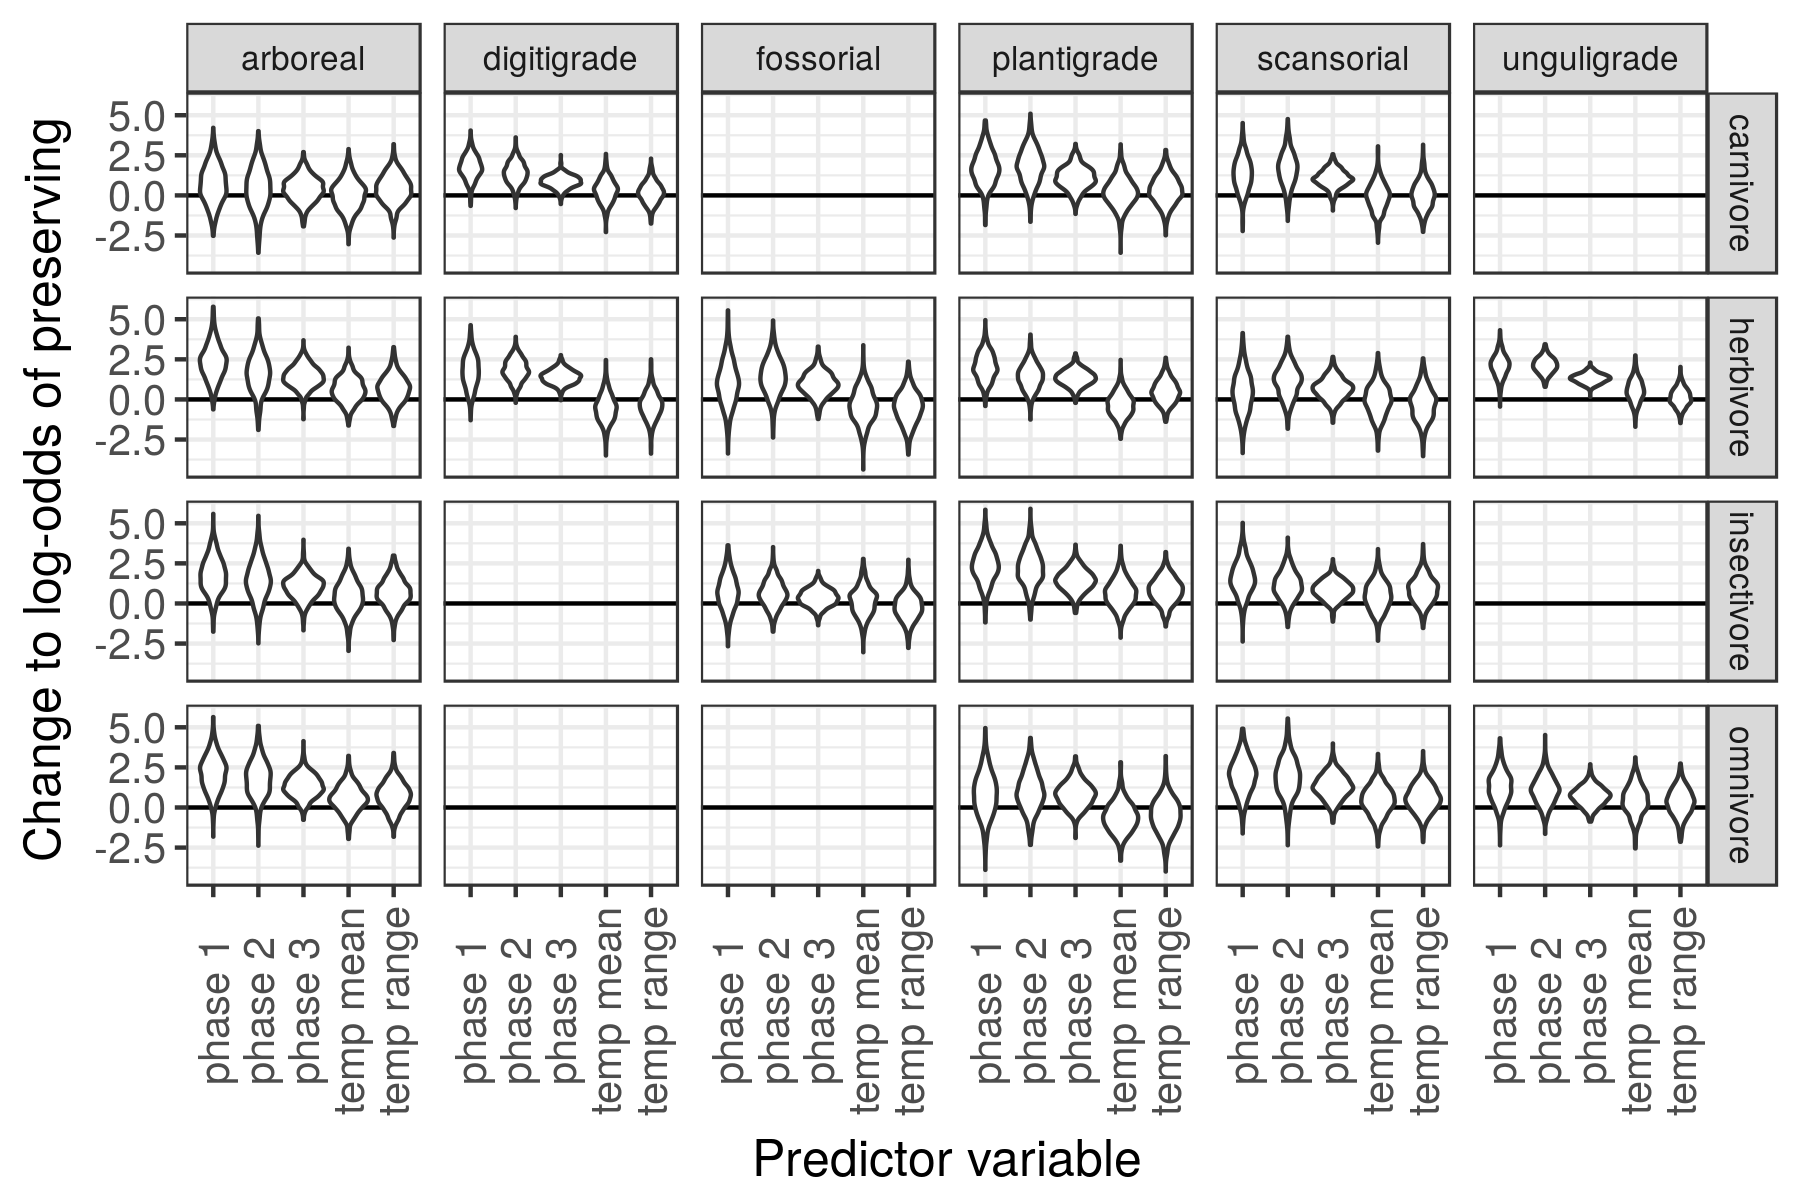 arboreal digitigrade fossorial plantigrade scansorial unguligrade
Change to log-odds of preserving
5.0
2.5
0.0
-2.5
carnivore
5.0
2.5
0.0
-2.5
herbivore
5.0
2.5
0.0
-2.5
insectivore
5.0
2.5
0.0
-2.5
omnivore
phase 1
phase 2
phase 3
temp mean
temp range
phase 1
phase 2
phase 3
temp mean
temp range
phase 1
phase 2
phase 3
temp mean
temp range
phase 1
phase 2
phase 3
temp mean
temp range
phase 1
phase 2
phase 3
temp mean
temp range
phase 1
phase 2
phase 3
temp mean
temp range
Predictor variable